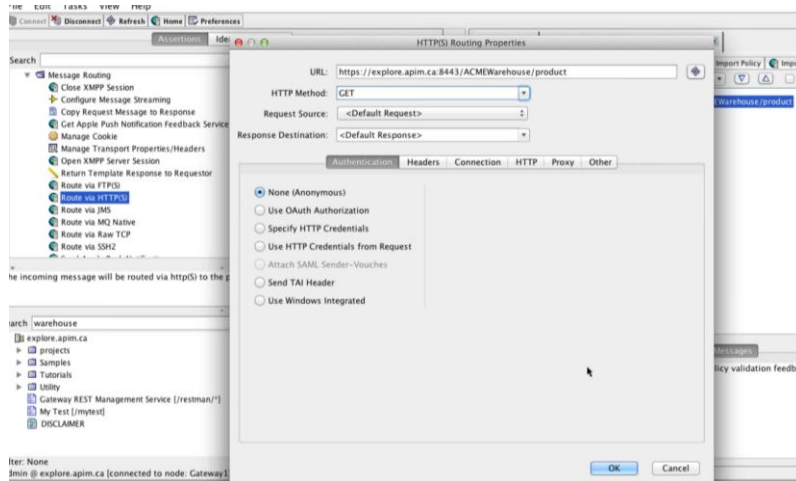 File Edit Tasks View Help
Connect Disconnect Refresh Home Preferences
Assertions Ide
Search
Message Routing
Close XMPP Session
Configure Message Streaming
Copy Request Message to Response
Get Apple Push Notification Feedback Service
Manage Cookie
Manage Transport Properties/Headers
Open XMPP Server Session
Return Template Response to Requestor
Route via FTP(S)
Route via HTTP(S)
Route via JMS
Route via MQ Native
Route via Raw TCP
Route via SSH2
he incoming message will be routed via http(S) to the p
arch warehouse
explore.apim.ca
projects
Samples
Tutorials
Utility
Gateway REST Management Service [/restman/*]
My Test [/mytest]
DISCLAIMER
lter: None
dmin @ explore.apim.ca [connected to node: Gateway1
HTTP(S) Routing Properties
URL: https://explore.apim.ca:8443/ACMEWarehouse/product
HTTP Method: GET
Request Source: <Default Request>
Response Destination: <Default Response>
Authentication Headers Connection HTTP Proxy Other
None (Anonymous)
Use OAuth Authorization
Specify HTTP Credentials
Use HTTP Credentials from Request
Attach SAML Sender-Vouches
Send TAI Header
Use Windows Integrated
OK Cancel
Import Policy Impo
EWarehouse/product
Messages
licy validation feedb